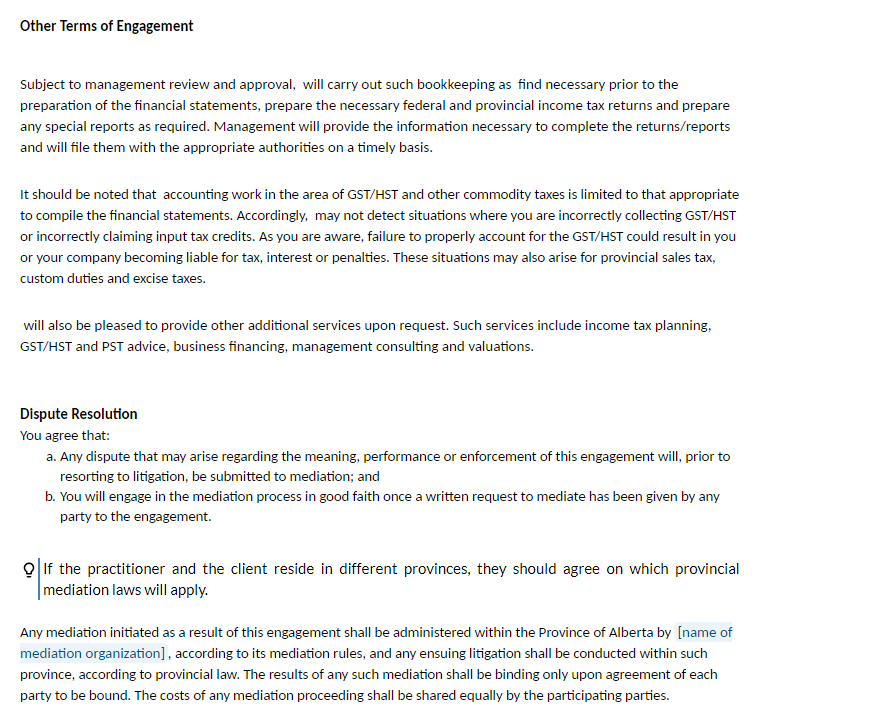 Other Terms of Engagement
Subject to management review and approval,  will carry out such bookkeeping as  find necessary prior to the
preparation of the financial statements, prepare the necessary federal and provincial income tax returns and prepare
any special reports as required. Management will provide the information necessary to complete the returns/reports
and will file them with the appropriate authorities on a timely basis.
It should be noted that  accounting work in the area of GST/HST and other commodity taxes is limited to that appropriate
to compile the financial statements. Accordingly,  may not detect situations where you are incorrectly collecting GST/HST
or incorrectly claiming input tax credits. As you are aware, failure to properly account for the GST/HST could result in you
or your company becoming liable for tax, interest or penalties. These situations may also arise for provincial sales tax,
custom duties and excise taxes.
will also be pleased to provide other additional services upon request. Such services include income tax planning,
GST/HST and PST advice, business financing, management consulting and valuations.
Dispute Resolution
You agree that:
a. Any dispute that may arise regarding the meaning, performance or enforcement of this engagement will, prior to
resorting to litigation, be submitted to mediation; and
b. You will engage in the mediation process in good faith once a written request to mediate has been given by any
party to the engagement.
If the practitioner and the client reside in different provinces, they should agree on which provincial
mediation laws will apply.
Any mediation initiated as a result of this engagement shall be administered within the Province of Alberta by [name of
mediation organization] , according to its mediation rules, and any ensuing litigation shall be conducted within such
province, according to provincial law. The results of any such mediation shall be binding only upon agreement of each
party to be bound. The costs of any mediation proceeding shall be shared equally by the participating parties.